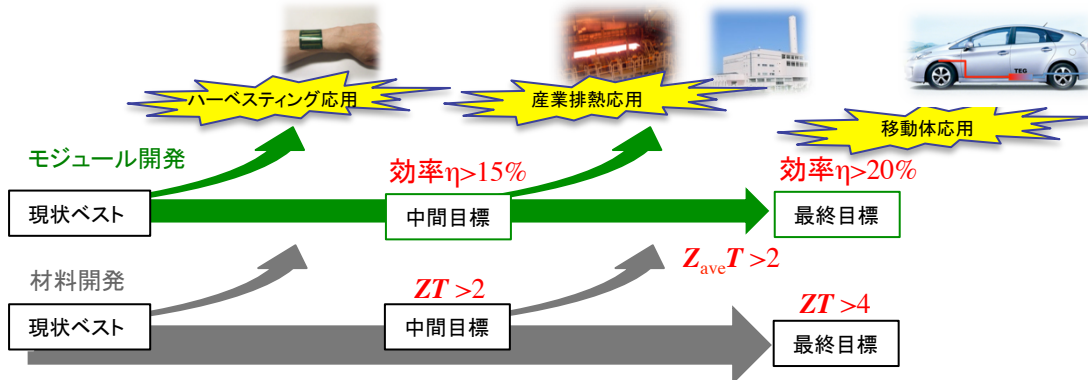 ハーベスティング応用
産業排熱応用
TEG
移動体応用
モジュール開発
効率η>15%
効率η>20%
現状ベスト
中間目標
最終目標
材料開発
ZaveT >2
ZT >2
ZT >4
現状ベスト
中間目標
最終目標